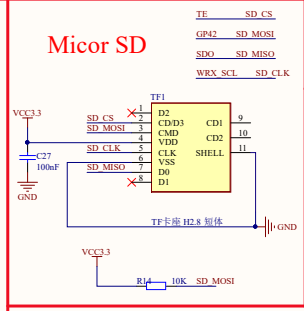 TE SD_CS
Micor SD
GP42 SD_MOSI
SDO SD_MISO
WRX_SCL SD_CLK
VCC3.3
TF1
1 D2
SD_CS 2 CD/D3 CD1 9
SD_MOSI 3 CMD CD2 10
4 VDD SHELL 11
SD_CLK 5 CLK
6 VSS
SD_MISO 7 D0
8 D1
C27
100nF
GND
TF卡座 H2.8 短体
GND
VCC3.3
R14 10K SD_MOSI